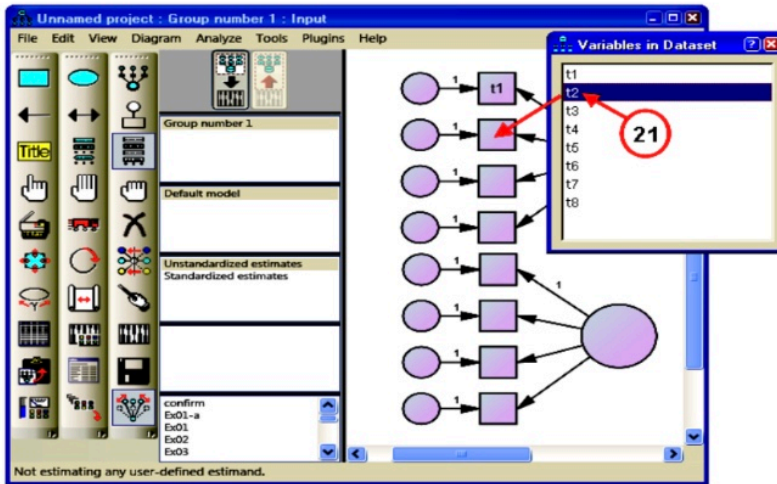 Unnamed project : Group number 1 : Input
File Edit View Diagram Analyze Tools Plugins Help
Title
Group number 1
Default model
Unstandardized estimates
Standardized estimates
confirm
Ex01-a
Ex01
Ex02
Ex03
Not estimating any user-defined estimand.
1 t1
1
1
1
1
1
1
1
1
Variables in Dataset
t1
t2
t3
t4
t5
t6
t7
t8
21